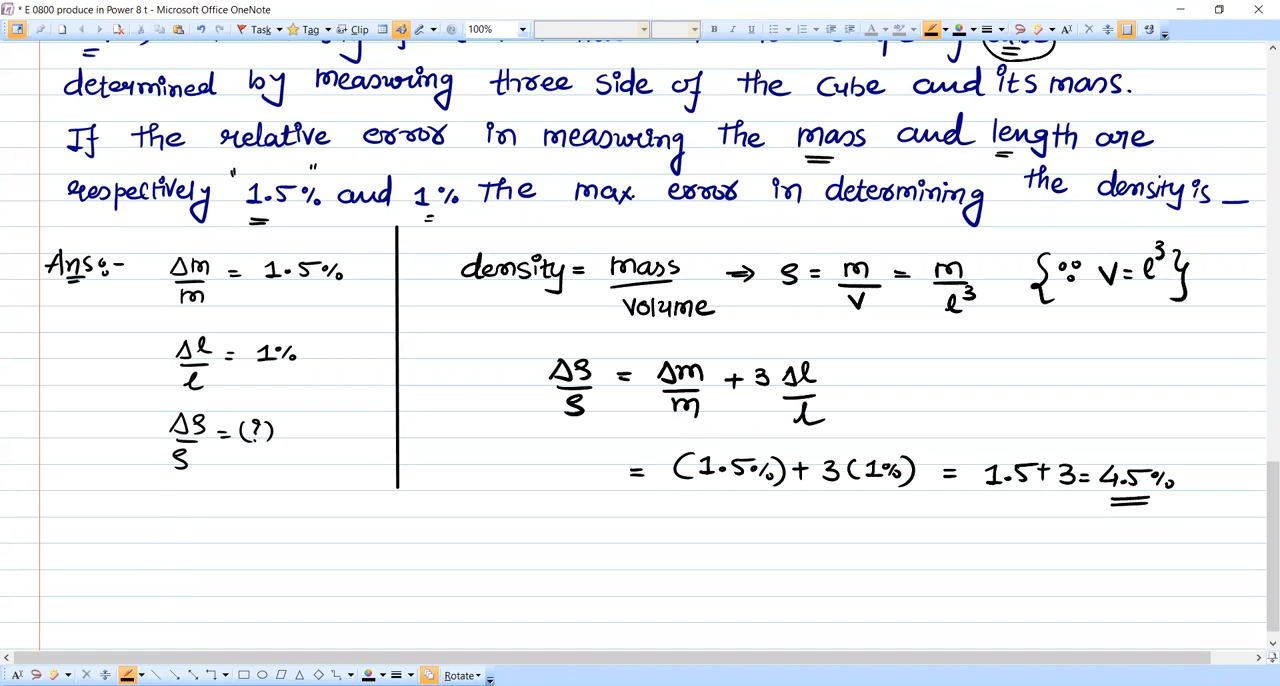 * E 0800 produce in Power 8 t - Microsoft Office OneNote
Task Tag Clip 100% B I U
determined by measuring three side of the Cube and its mass.
If the relative error in measuring the mass and length are
respectively "1.5%" and 1% The max error in determining the density is _
Ans:- Δm/m = 1.5%
Δl/l = 1%
Δρ/ρ = (?)
density = mass/volume → ρ = m/v = m/l³ {∵ V = l³}
Δρ/ρ = Δm/m + 3 Δl/l
= (1.5%) + 3(1%) = 1.5 + 3 = 4.5%
Rotate